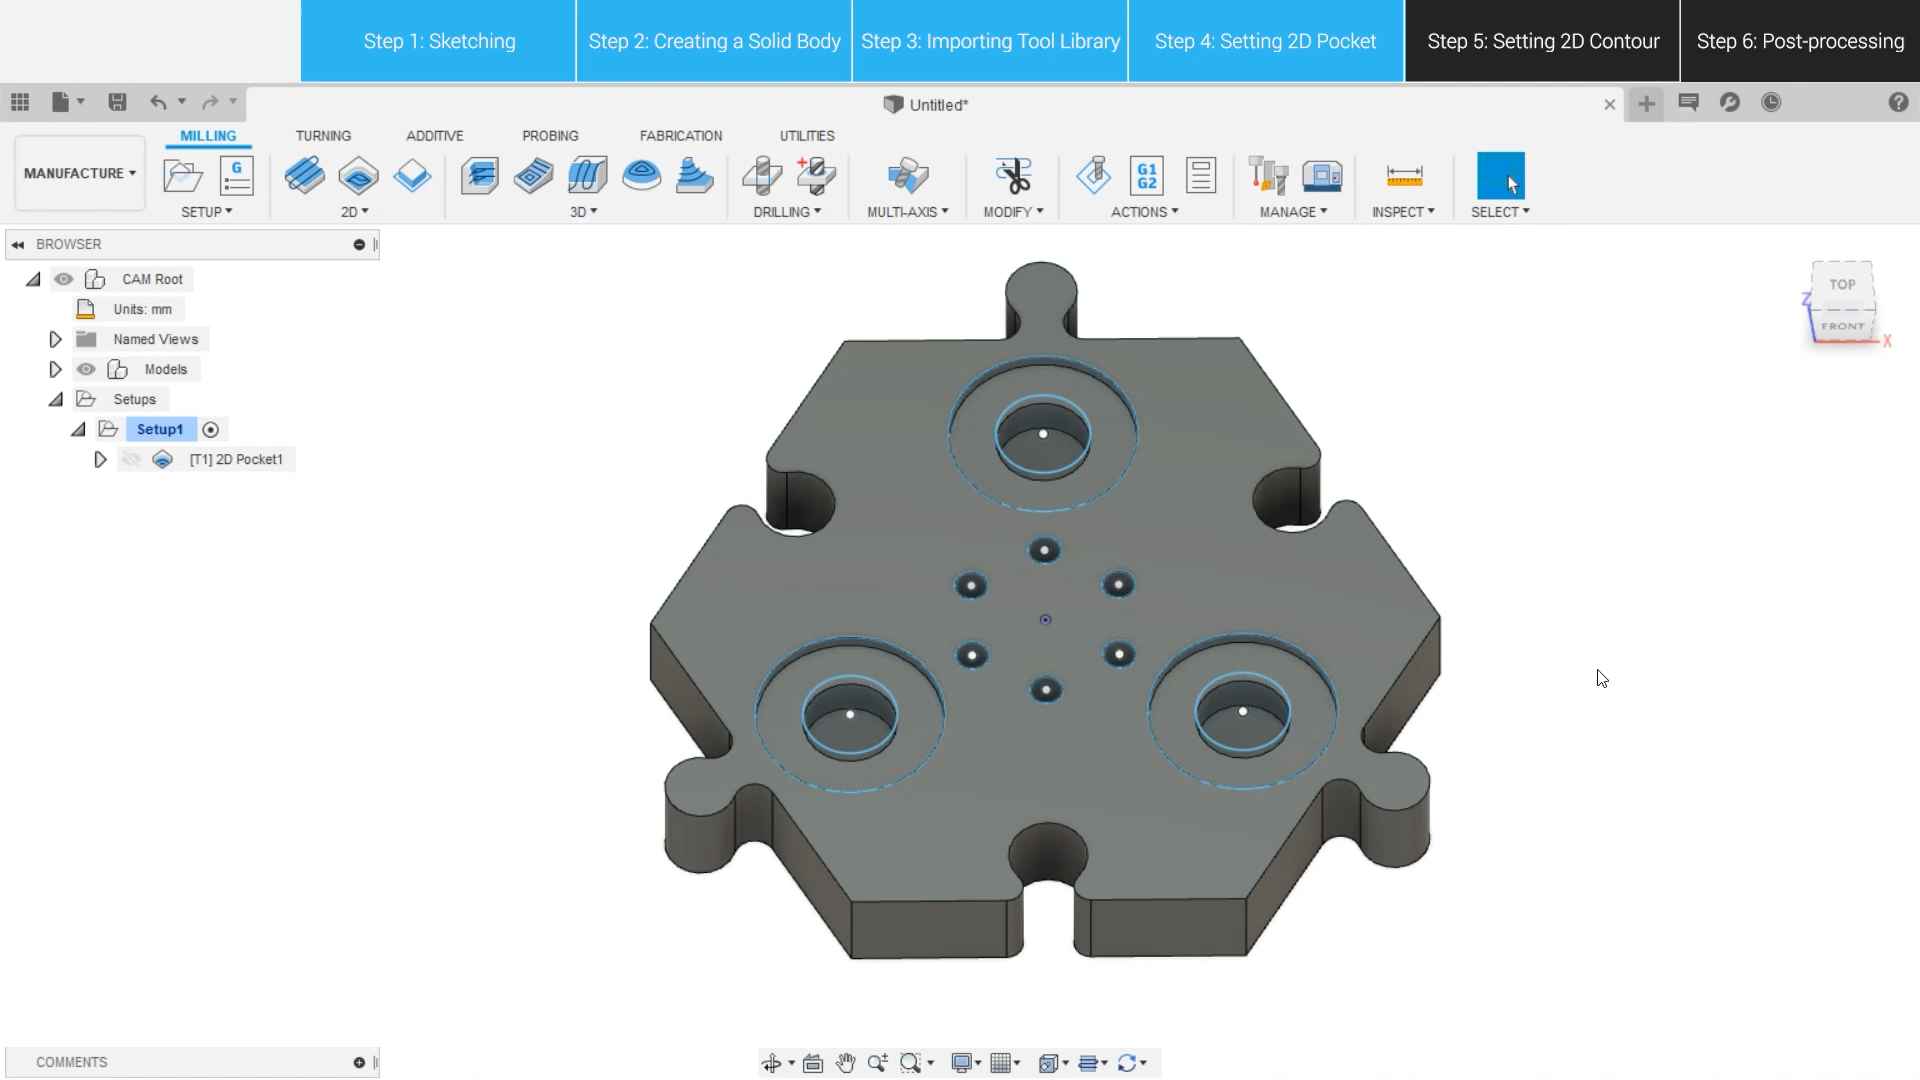 Step 1: Sketching
Step 2: Creating a Solid Body
Step 3: Importing Tool Library
Step 4: Setting 2D Pocket
Step 5: Setting 2D Contour
Step 6: Post-processing
Untitled*
MILLING
TURNING
ADDITIVE
PROBING
FABRICATION
UTILITIES
MANUFACTURE
G
G1
G2
SETUP
2D
3D
DRILLING
MULTI-AXIS
MODIFY
ACTIONS
MANAGE
INSPECT
SELECT
BROWSER
CAM Root
Units: mm
Named Views
Models
Setups
Setup1
[T1] 2D Pocket1
TOP
Z
FRONT
X
COMMENTS